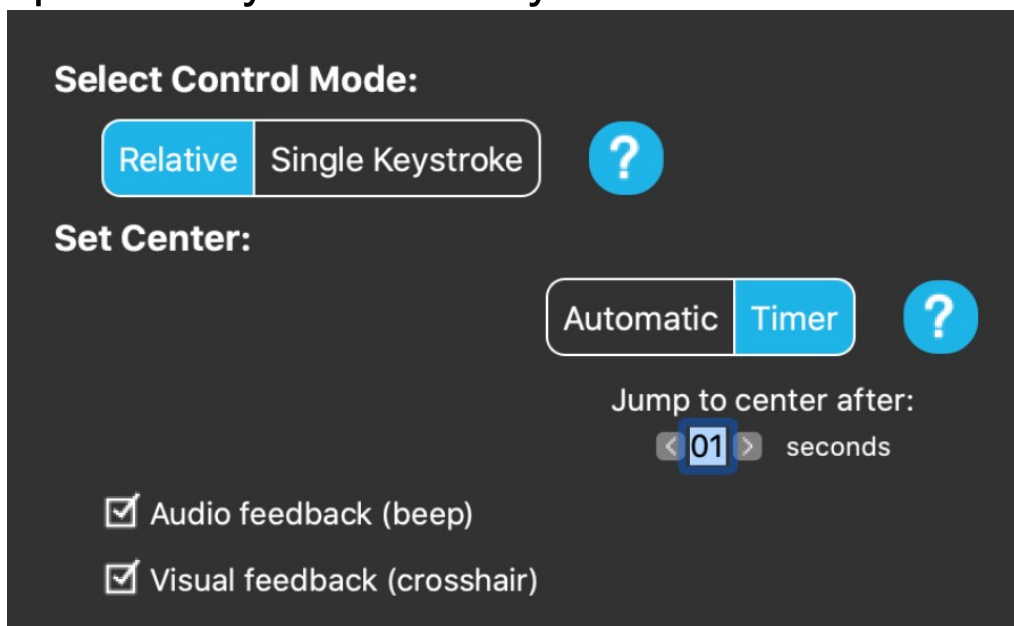 Select Control Mode:
Relative Single Keystroke ?
Set Center:
Automatic Timer ?
Jump to center after:
< 01 > seconds
Audio feedback (beep)
Visual feedback (crosshair)